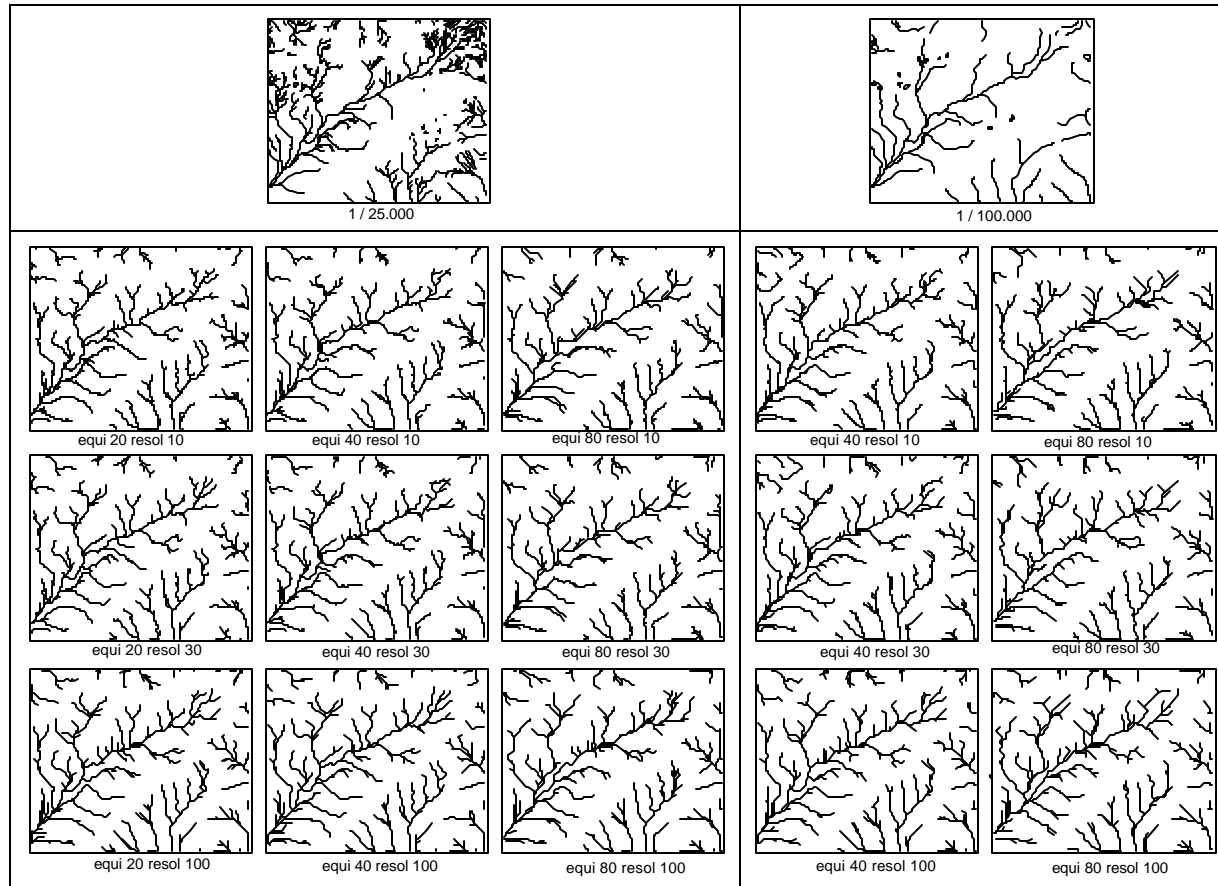 1 / 25.000
1 / 100.000
equi 20 resol 10
equi 40 resol 10
equi 80 resol 10
equi 40 resol 10
equi 80 resol 10
equi 20 resol 30
equi 40 resol 30
equi 80 resol 30
equi 40 resol 30
equi 80 resol 30
equi 20 resol 100
equi 40 resol 100
equi 80 resol 100
equi 40 resol 100
equi 80 resol 100